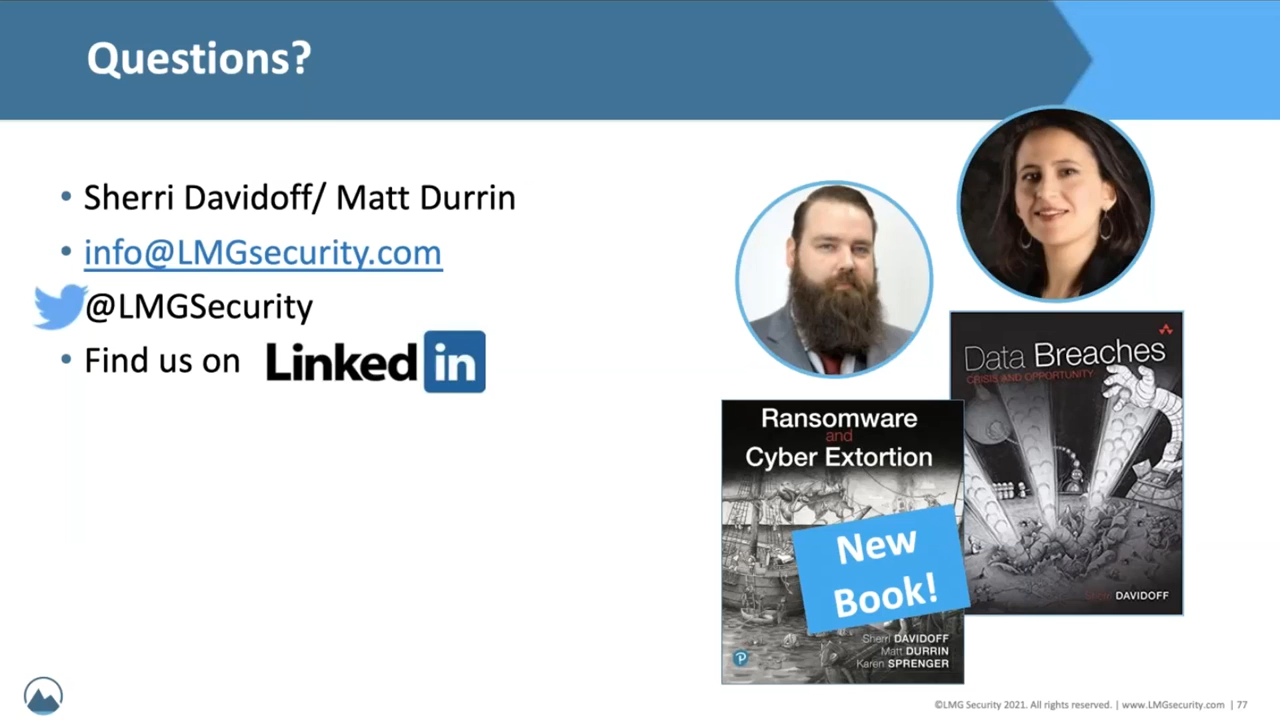 Questions?
• Sherri Davidoff/ Matt Durrin
• info@LMGsecurity.com
@LMGSecurity
• Find us on LinkedIn
Data Breaches
CRISIS AND OPPORTUNITY
DAVIDOFF
Ransomware
and
Cyber Extortion
New
Book!
Sherri DAVIDOFF
Matt DURRIN
Karen SPRENGER
P
©LMG Security 2021. All rights reserved. | www.LMGsecurity.com | 77